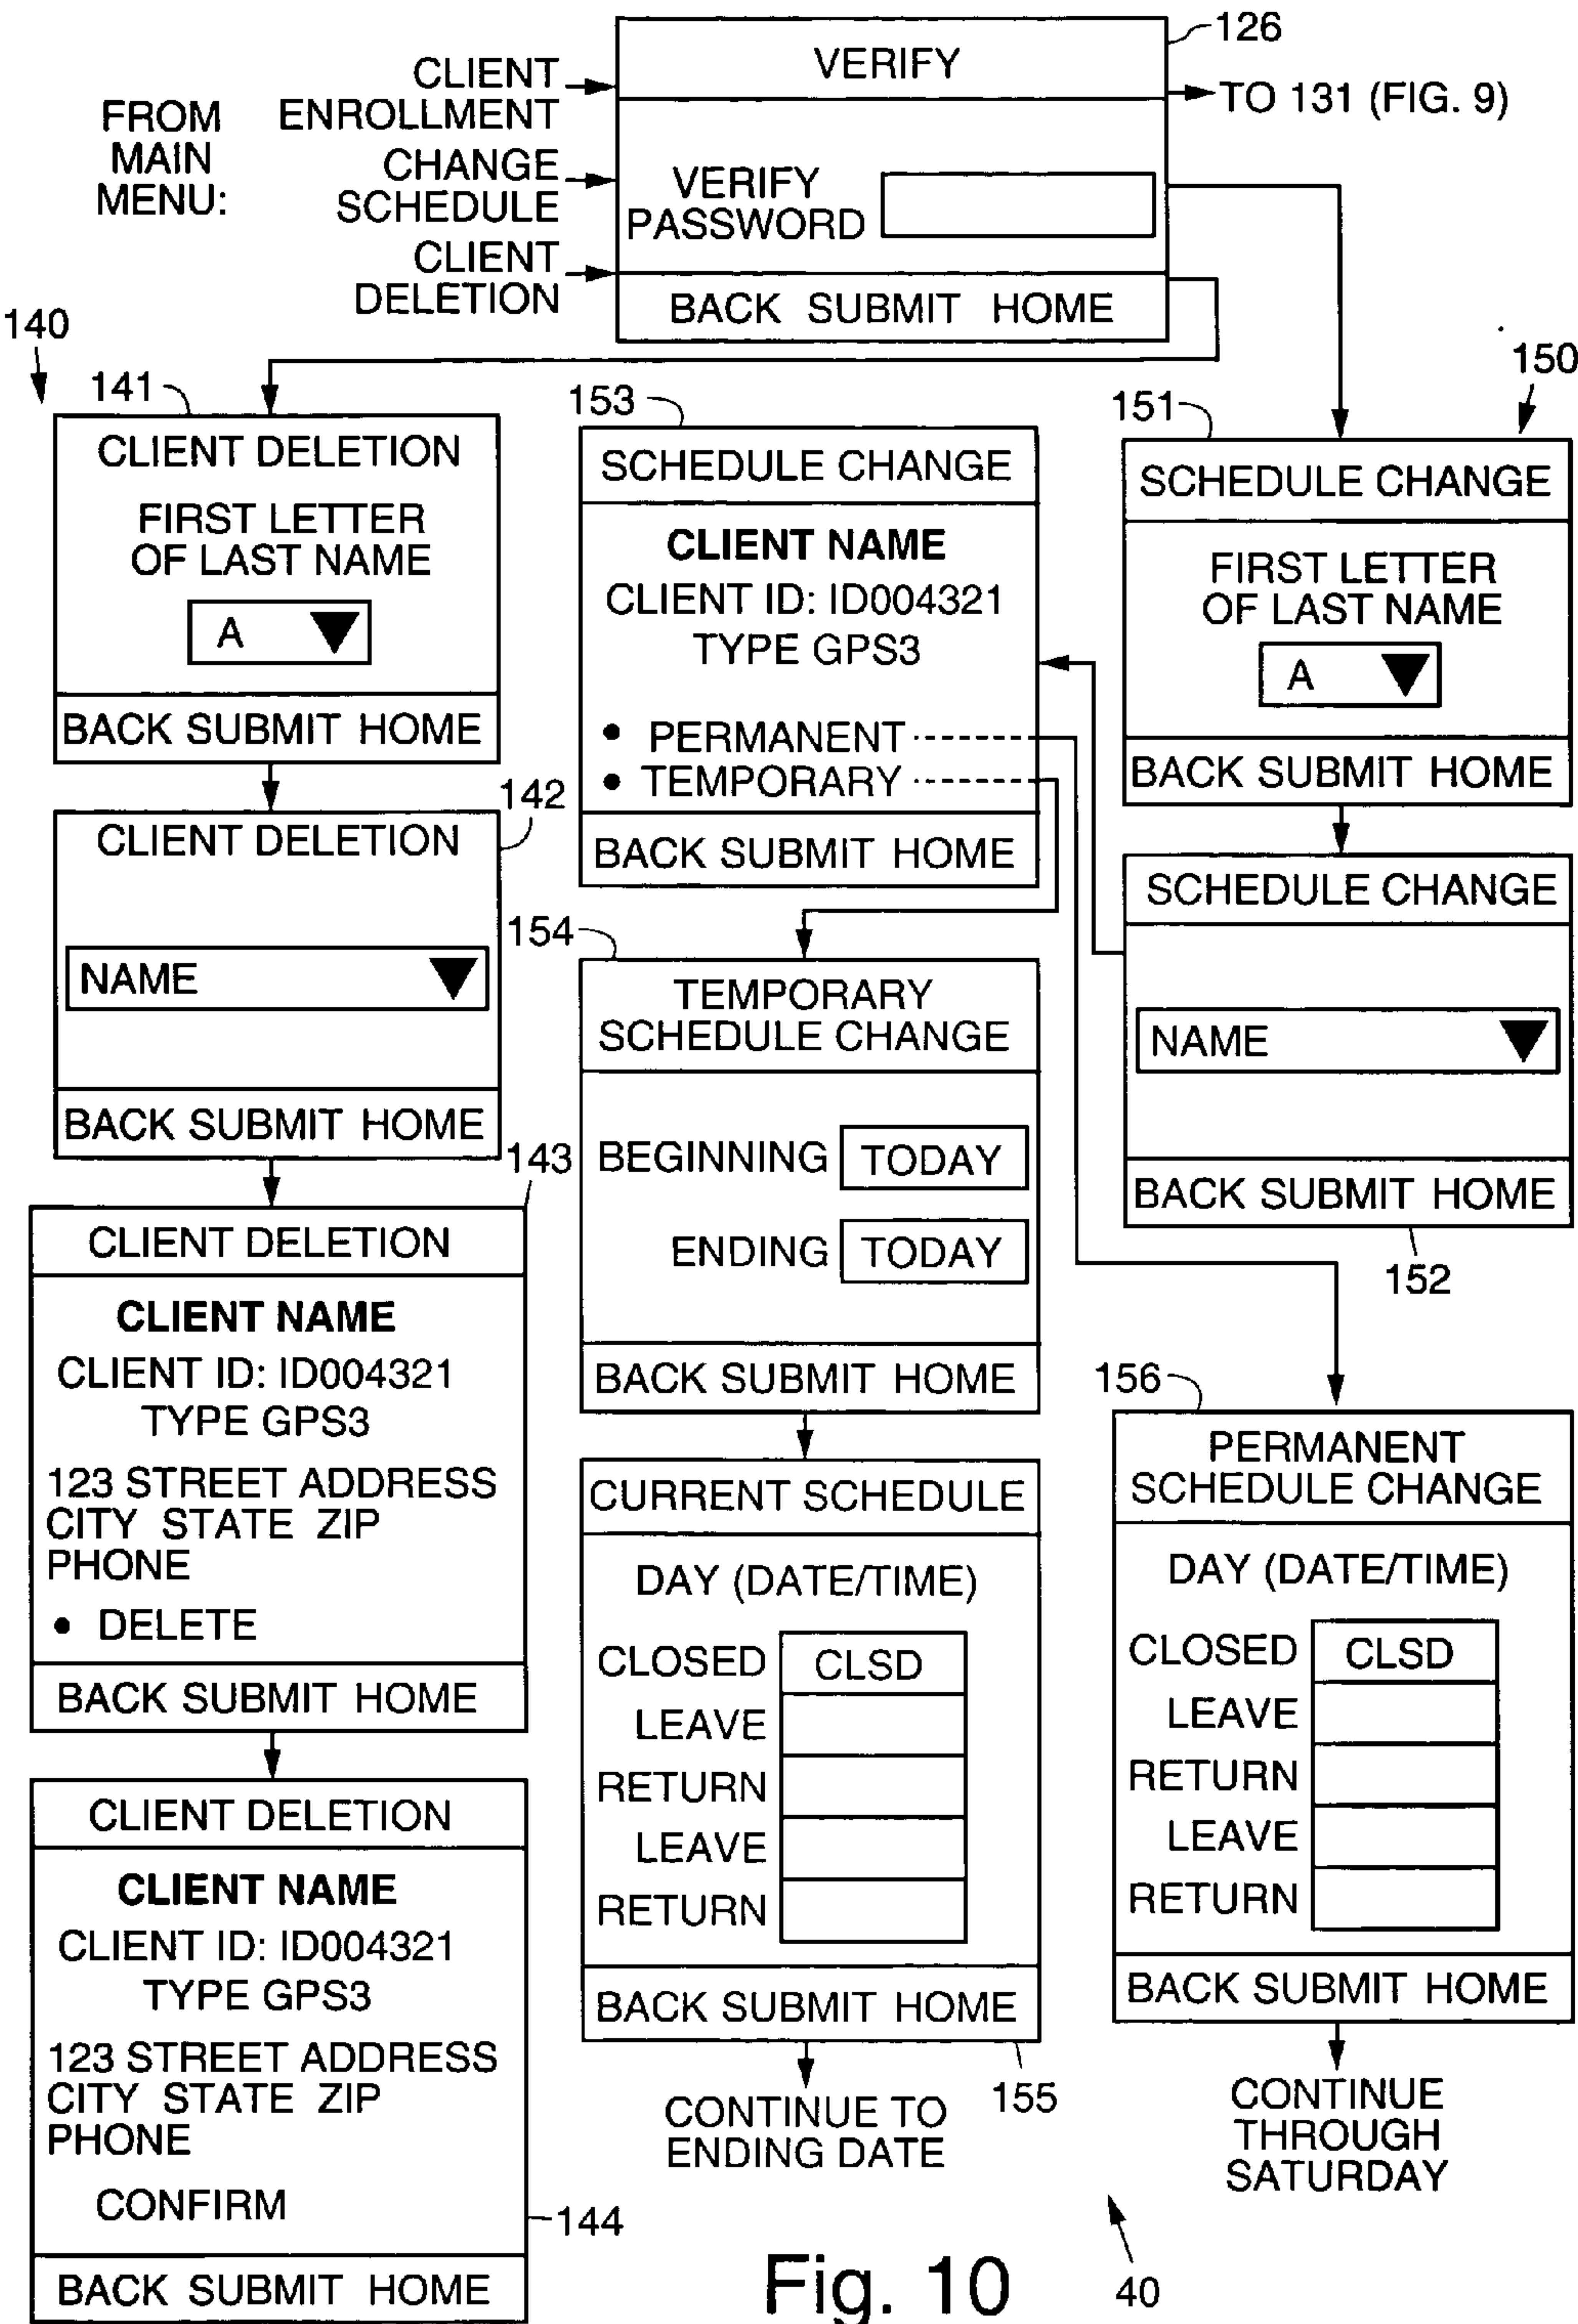 FROM
MAIN
MENU:
CLIENT
ENROLLMENT
CHANGE
SCHEDULE
CLIENT
DELETION
126
VERIFY
VERIFY
PASSWORD
BACK SUBMIT HOME
TO 131 (FIG. 9)
140
141
CLIENT DELETION
FIRST LETTER
OF LAST NAME
A
BACK SUBMIT HOME
142
CLIENT DELETION
NAME
BACK SUBMIT HOME
143
CLIENT DELETION
CLIENT NAME
CLIENT ID: ID004321
TYPE GPS3
123 STREET ADDRESS
CITY STATE ZIP
PHONE
• DELETE
BACK SUBMIT HOME
CLIENT DELETION
CLIENT NAME
CLIENT ID: ID004321
TYPE GPS3
123 STREET ADDRESS
CITY STATE ZIP
PHONE
CONFIRM
144
BACK SUBMIT HOME
153
SCHEDULE CHANGE
CLIENT NAME
CLIENT ID: ID004321
TYPE GPS3
• PERMANENT
• TEMPORARY
BACK SUBMIT HOME
154
TEMPORARY
SCHEDULE CHANGE
BEGINNING TODAY
ENDING TODAY
BACK SUBMIT HOME
CURRENT SCHEDULE
DAY (DATE/TIME)
CLOSED CLSD
LEAVE
RETURN
LEAVE
RETURN
BACK SUBMIT HOME
155
CONTINUE TO
ENDING DATE
150
151
SCHEDULE CHANGE
FIRST LETTER
OF LAST NAME
A
BACK SUBMIT HOME
SCHEDULE CHANGE
NAME
BACK SUBMIT HOME
152
156
PERMANENT
SCHEDULE CHANGE
DAY (DATE/TIME)
CLOSED CLSD
LEAVE
RETURN
LEAVE
RETURN
BACK SUBMIT HOME
CONTINUE
THROUGH
SATURDAY
Fig. 10
40